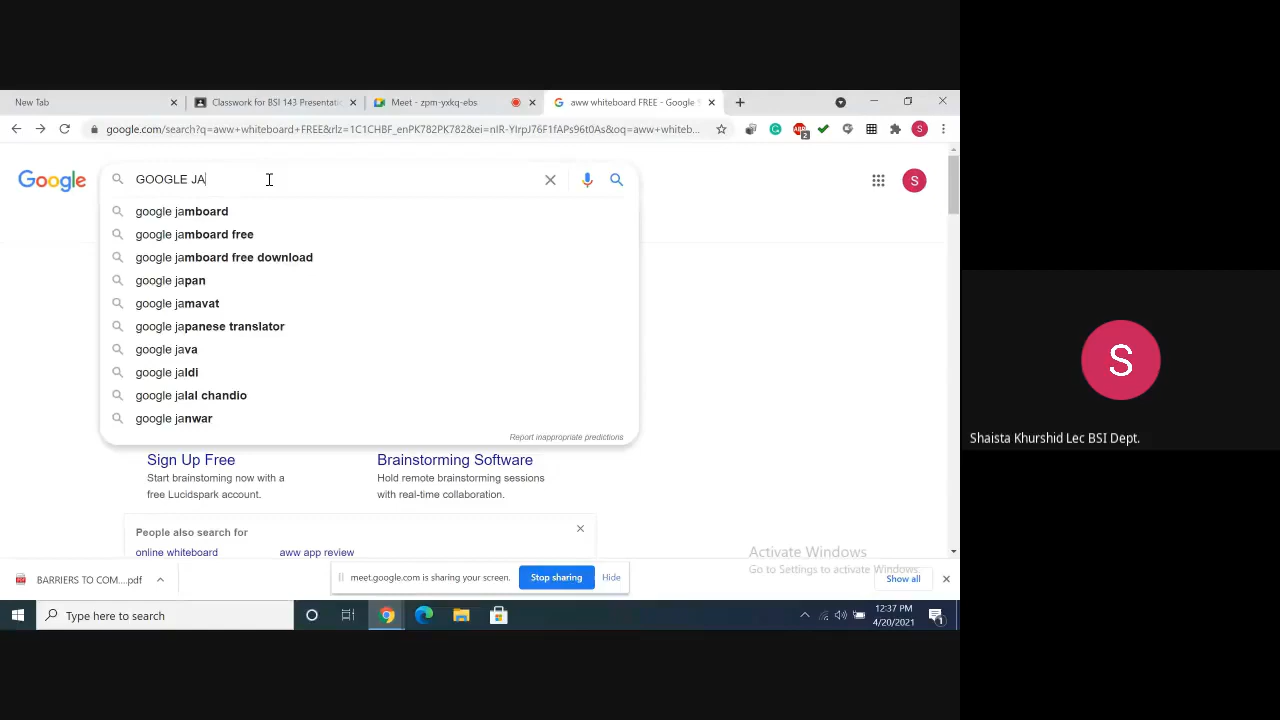 New Tab
Classwork for BSI 143 Presentati
Meet - zpm-yxkq-ebs
aww whiteboard FREE - Google S
google.com/search?q=aww+whiteboard+FREE&rlz=1C1CHBF_enPK782PK782&ei=nIR-YIrpJ76F1fAPs96t0As&oq=aww+whiteb...
2
S
Google
GOOGLE JA
S
google jamboard
google jamboard free
google jamboard free download
google japan
google jamavat
google japanese translator
google java
google jaldi
google jalal chandio
google janwar
Report inappropriate predictions
Sign Up Free
Start brainstoming now with a
free Lucidspark account.
Brainstorming Software
Hold remote brainstorming sessions
with real-time collaboration.
People also search for
online whiteboard
aww app review
Activate Windows
Go to Settings to activate Windows.
BARRIERS TO COM....pdf
meet.google.com is sharing your screen.
Stop sharing
Hide
Show all
Type here to search
12:37 PM
4/20/2021
1
S
Shaista Khurshid Lec BSI Dept.